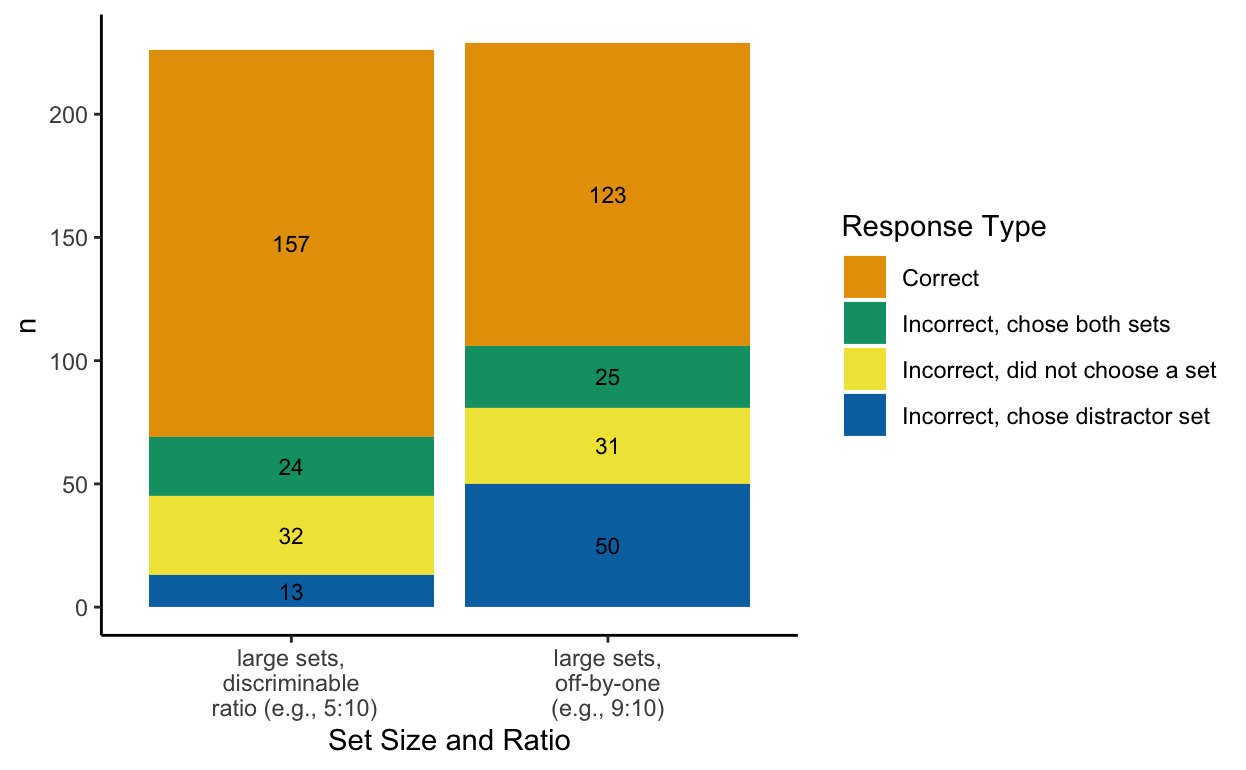 n
200
150
100
50
0
157
24
32
13
123
25
31
50
large sets,
discriminable
ratio (e.g., 5:10)
large sets,
off-by-one
(e.g., 9:10)
Set Size and Ratio
Response Type
Correct
Incorrect, chose both sets
Incorrect, did not choose a set
Incorrect, chose distractor set